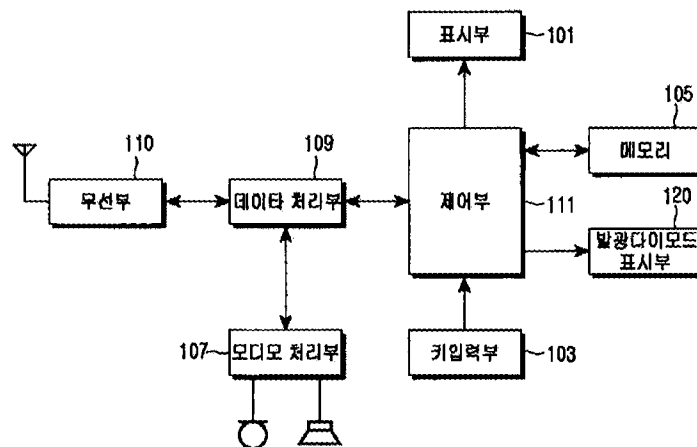 표시부
101
105
메모리
110
무선부
109
데이타 처리부
제어부
111
120
발광다이오드
표시부
107
오디오 처리부
키입력부
103